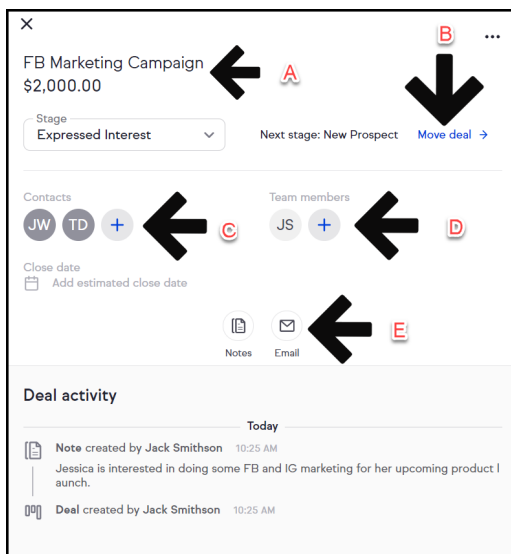 B
FB Marketing Campaign
A
$2,000.00
Stage
Expressed Interest
Next stage: New Prospect
Move deal
Contacts
Team members
JW TD + C
JS + D
Close date
Add estimated close date
E
Notes
Email
Deal activity
Today
Note created by Jack Smithson 10:25 AM
Jessica is interested in doing some FB and IG marketing for her upcoming product l
aunch.
Deal created by Jack Smithson 10:25 AM